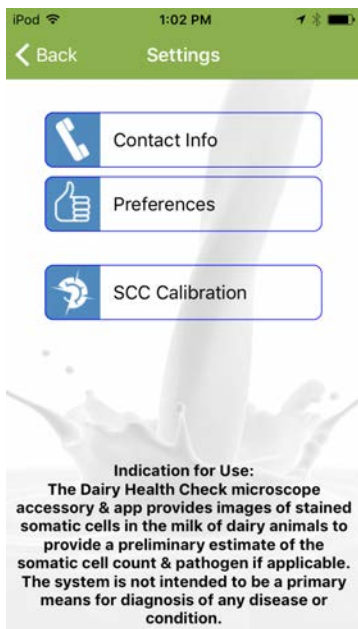 iPod 1:02 PM
Back Settings
Contact Info
Preferences
SCC Calibration
Indication for Use:
The Dairy Health Check microscope
accessory & app provides images of stained
somatic cells in the milk of dairy animals to
provide a preliminary estimate of the
somatic cell count & pathogen if applicable.
The system is not intended to be a primary
means for diagnosis of any disease or
condition.